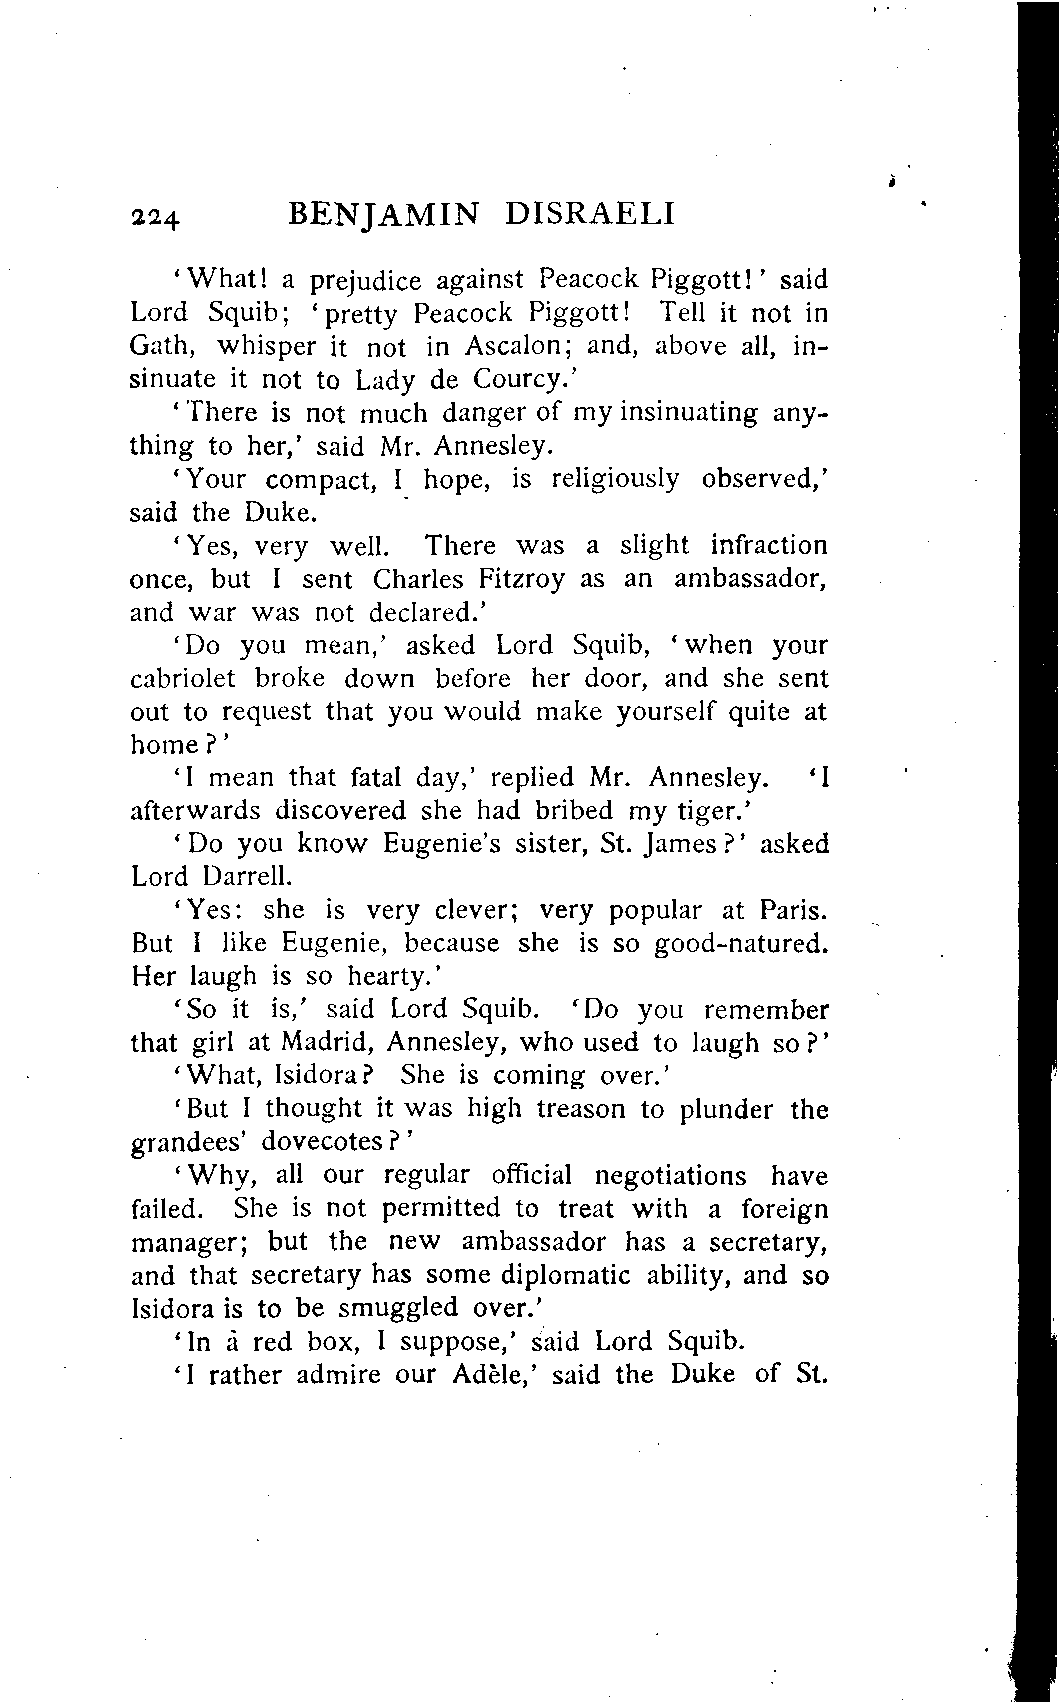 224 BENJAMIN DISRAELI
‘What! a prejudice against Peacock Piggott!’ said
Lord Squib; ‘pretty Peacock Piggott! Tell it not in
Gath, whisper it not in Ascalon; and, above all, in-
sinuate it not to Lady de Courcy.’
‘There is not much danger of my insinuating any-
thing to her,’ said Mr. Annesley.
‘Your compact, I hope, is religiously observed,’
said the Duke.
‘Yes, very well. There was a slight infraction
once, but I sent Charles Fitzroy as an ambassador,
and war was not declared.’
‘Do you mean,’ asked Lord Squib, ‘when your
cabriolet broke down before her door, and she sent
out to request that you would make yourself quite at
home?’
‘I mean that fatal day,’ replied Mr. Annesley. ‘I
afterwards discovered she had bribed my tiger.’
‘Do you know Eugenie’s sister, St. James?’ asked
Lord Darrell.
‘Yes: she is very clever; very popular at Paris.
But I like Eugenie, because she is so good-natured.
Her laugh is so hearty.’
‘So it is,’ said Lord Squib. ‘Do you remember
that girl at Madrid, Annesley, who used to laugh so?’
‘What, Isidora? She is coming over.’
‘But I thought it was high treason to plunder the
grandees’ dovecotes?’
‘Why, all our regular official negotiations have
failed. She is not permitted to treat with a foreign
manager; but the new ambassador has a secretary,
and that secretary has some diplomatic ability, and so
Isidora is to be smuggled over.’
‘In a red box, I suppose,’ said Lord Squib.
‘I rather admire our Adèle,’ said the Duke of St.